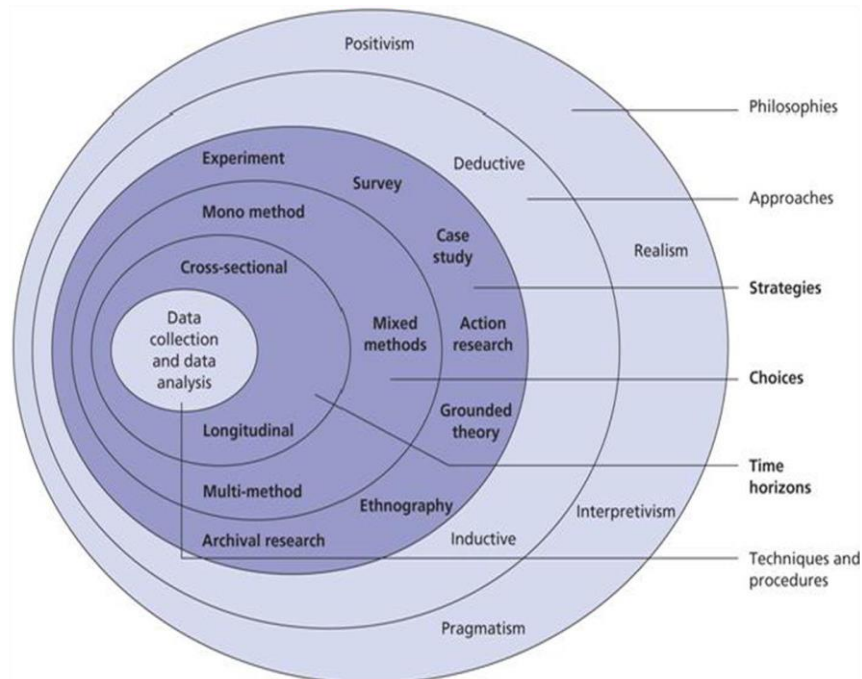 Positivism
Philosophies
Experiment
Deductive
Survey
Approaches
Mono method
Case
study
Realism
Cross-sectional
Strategies
Data
collection
and data
analysis
Mixed
methods
Action
research
Choices
Grounded
theory
Longitudinal
Time
horizons
Multi-method
Ethnography
Interpretivism
Archival research
Inductive
Techniques and
procedures
Pragmatism